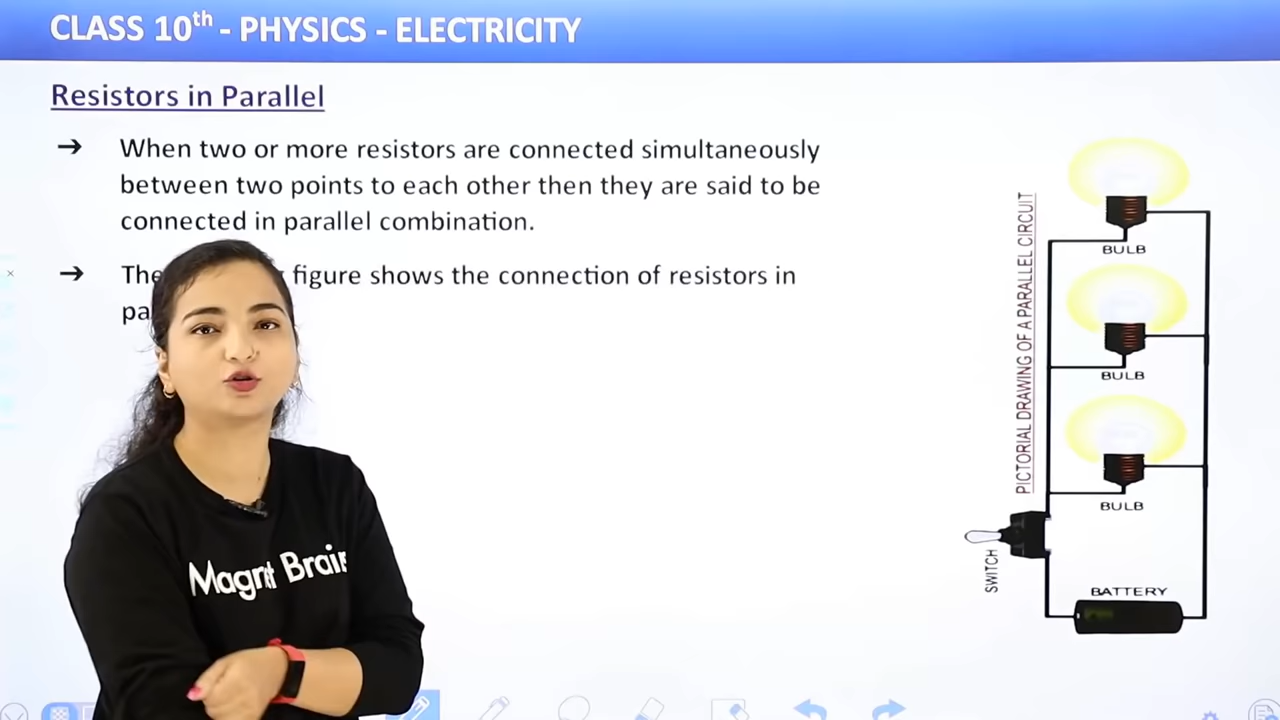 CLASS 10th - PHYSICS - ELECTRICITY
Resistors in Parallel
➔ When two or more resistors are connected simultaneously
between two points to each other then they are said to be
connected in parallel combination.
➔ The figure shows the connection of resistors in
Magnet Brains
PICTORIAL DRAWING OF A PARALLEL CIRCUIT
BULB
BULB
BULB
SWITCH
BATTERY